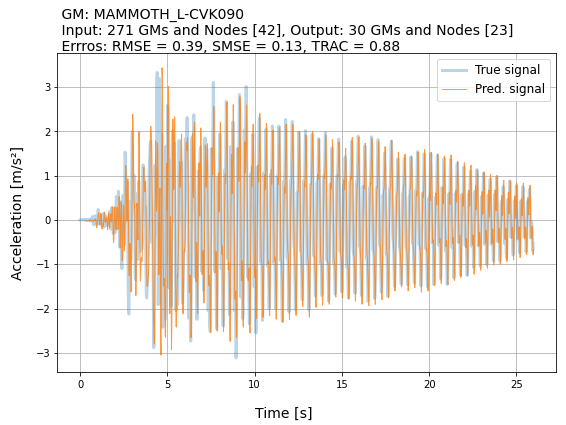 GM: MAMMOTH_L-CVK090
Input: 271 GMs and Nodes [42], Output: 30 GMs and Nodes [23]
Errros: RMSE = 0.39, SMSE = 0.13, TRAC = 0.88
True signal
Pred. signal
Acceleration [m/s²]
3
2
1
0
−1
−2
−3
0 5 10 15 20 25
Time [s]